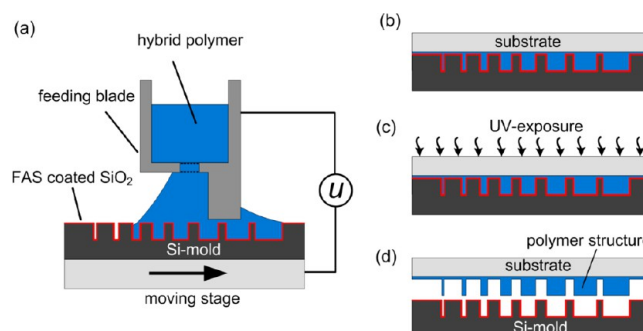 (a)
hybrid polymer
feeding blade
FAS coated SiO2
u
Si-mold
moving stage
(b)
substrate
(c)
UV-exposure
polymer structure
(d)
substrate
Si-mold